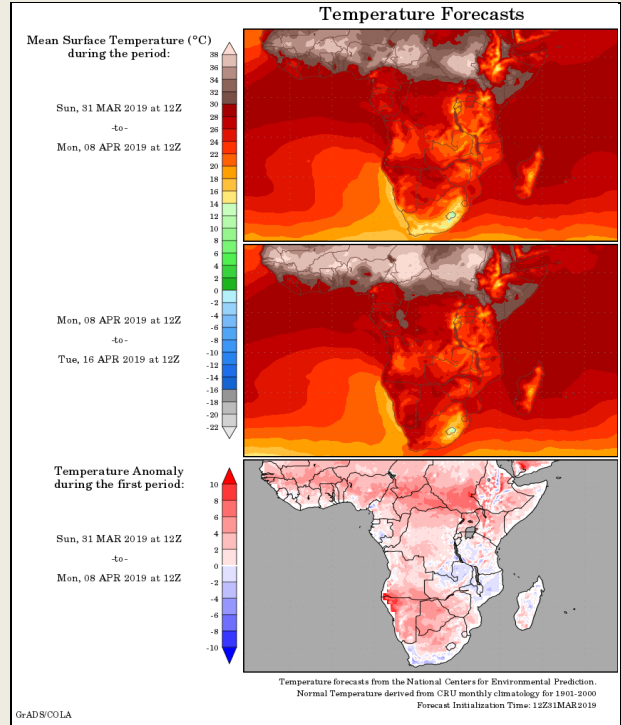 Temperature Forecasts
Mean Surface Temperature (°C)
during the period:
Sun, 31 MAR 2019 at 12Z
-to-
Mon, 08 APR 2019 at 12Z
38
36
34
32
30
28
26
24
22
20
18
16
14
12
10
8
6
4
2
0
-2
-4
-6
-8
-10
-12
-14
-16
-18
-20
-22
Mon, 08 APR 2019 at 12Z
-to-
Tue, 16 APR 2019 at 12Z
Temperature Anomaly
during the first period:
Sun, 31 MAR 2019 at 12Z
-to-
Mon, 08 APR 2019 at 12Z
10
8
6
4
2
0
-2
-4
-6
-8
-10
Temperature forecasts from the National Centers for Environmental Prediction.
Normal Temperature derived from CRU monthly climatology for 1901-2000
Forecast Initialization Time: 12Z31MAR2019
GrADS/COLA